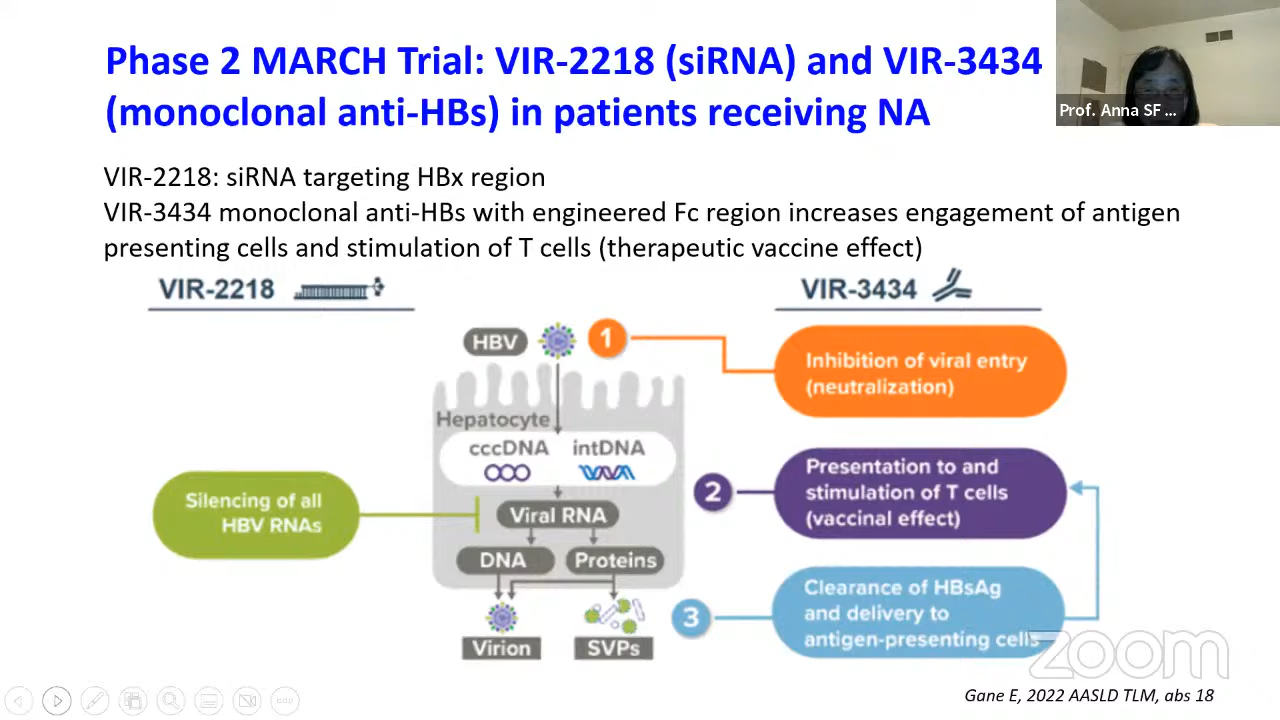 Phase 2 MARCH Trial: VIR-2218 (siRNA) and VIR-3434
(monoclonal anti-HBs) in patients receiving NA
Prof. Anna SF ...
VIR-2218: siRNA targeting HBx region
VIR-3434 monoclonal anti-HBs with engineered Fc region increases engagement of antigen
presenting cells and stimulation of T cells (therapeutic vaccine effect)
VIR-2218
VIR-3434
HBV
1
Inhibition of viral entry
(neutralization)
Hepatocyte
cccDNA intDNA
Silencing of all
HBV RNAs
Viral RNA
2
Presentation to and
stimulation of T cells
(vaccinal effect)
DNA
Proteins
3
Clearance of HBsAg
and delivery to
antigen-presenting cells
Virion
SVPs
zoom
Gane E, 2022 AASLD TLM, abs 18